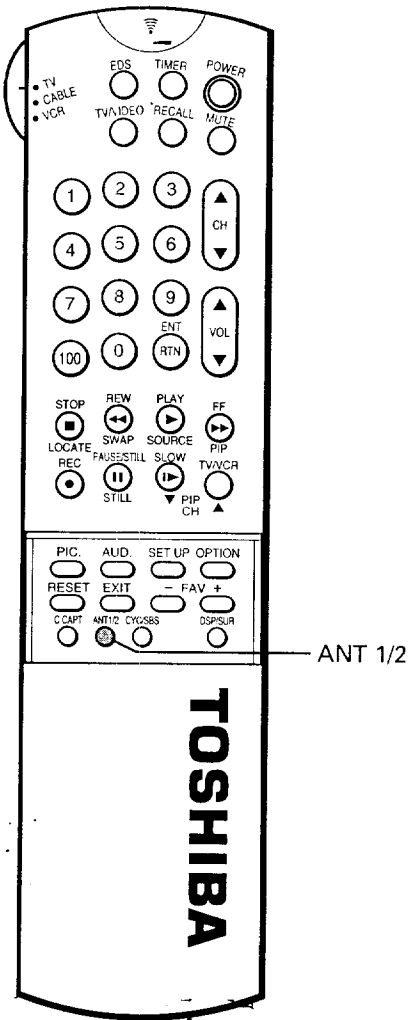 EDS TIMER POWER
• TV
• CABLE
• VCR
TV/VIDEO *RECALL MUTE
1 2 3
▲ CH ▼
4 5 6
7 8 9
▲ VOL ▼
ENT
100 0 RTN
STOP REW PLAY FF
LOCATE SWAP SOURCE PIP
REC PAUSE/STILL SLOW TV/VCR
STILL ▼ PIP CH ▲
PIC. AUD. SET UP OPTION
RESET EXIT − FAV +
C.CAPT ANT1/2 CYC/SBS DSP/SUR
ANT 1/2
TOSHIBA